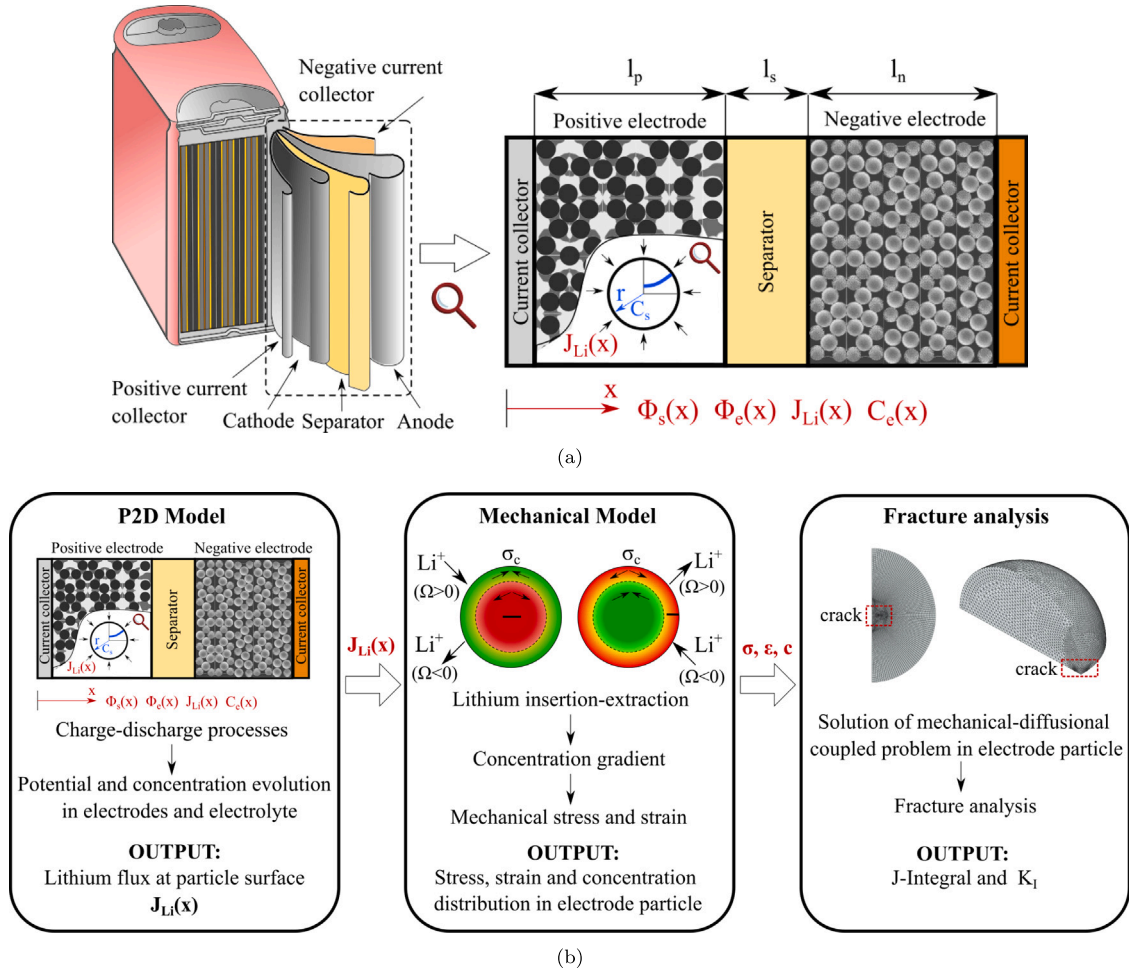 Negative current
collector
Positive current
collector
Cathode
Separator
Anode
l_p
l_s
l_n
Positive electrode
Negative electrode
Current collector
Separator
Current collector
r
C_s
J_Li(x)
x
Φ_s(x) Φ_e(x) J_Li(x) C_e(x)
(a)
P2D Model
Positive electrode
Negative electrode
Current collector
Separator
Current collector
r
C_s
J_Li(x)
x
Φ_s(x) Φ_e(x) J_Li(x) C_e(x)
Charge-discharge processes
Potential and concentration evolution
in electrodes and electrolyte
OUTPUT:
Lithium flux at particle surface
J_Li(x)
J_Li(x)
Mechanical Model
Li⁺
(Ω>0)
Li⁺
(Ω<0)
σ_c
σ_c
Li⁺
(Ω>0)
Li⁺
(Ω<0)
Lithium insertion-extraction
Concentration gradient
Mechanical stress and strain
OUTPUT:
Stress, strain and concentration
distribution in electrode particle
σ, ε, c
Fracture analysis
crack
crack
Solution of mechanical-diffusional
coupled problem in electrode particle
Fracture analysis
OUTPUT:
J-Integral and K_I
(b)